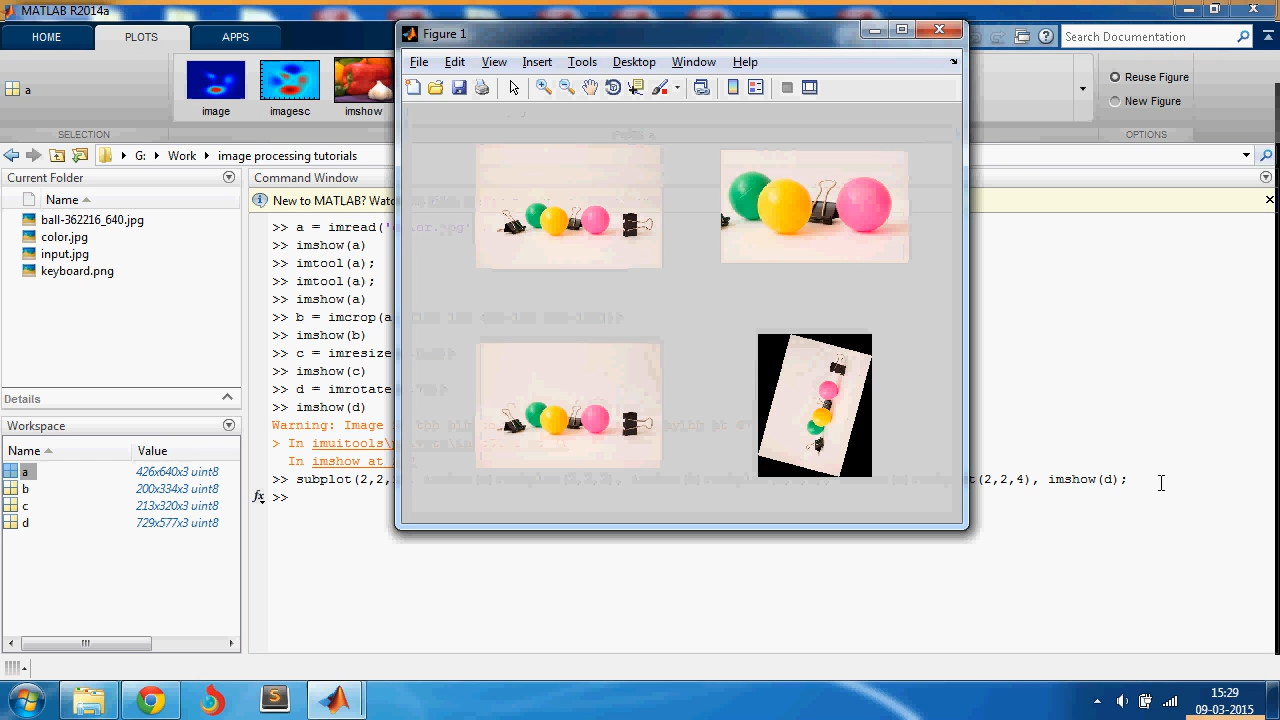 MATLAB R2014a
HOME PLOTS APPS
Search Documentation
a
image imagesc imshow
Reuse Figure
New Figure
SELECTION
OPTIONS
G: Work image processing tutorials
Current Folder
Name
ball-362216_640.jpg
color.jpg
input.jpg
keyboard.png
Details
Workspace
Name Value
a 426x640x3 uint8
b 200x334x3 uint8
c 213x320x3 uint8
d 729x577x3 uint8
Command Window
New to MATLAB?
>> a = imread('color.jpg'
>> imshow(a)
>> imtool(a);
>> imtool(a);
>> imshow(a)
>> b = imcrop(a
>> imshow(b)
>> c = imresize
>> imshow(c)
>> d = imrotate
>> imshow(d)
Warning: Image
> In imuitools\
In imshow at
>> subplot(2,2, (2,2,4), imshow(d);
fx >>
Figure 1
File Edit View Insert Tools Desktop Window Help
15:29
09-03-2015